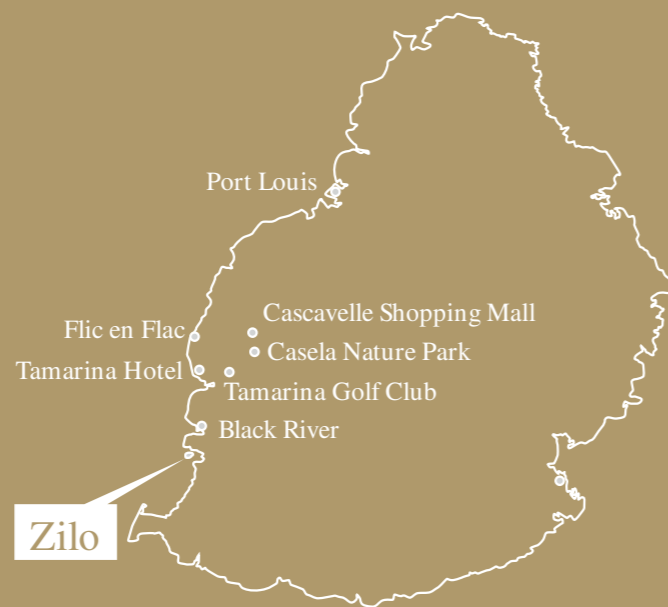 Port Louis
Cascavelle Shopping Mall
Flic en Flac
Casela Nature Park
Tamarina Hotel
Tamarina Golf Club
Black River
Zilo